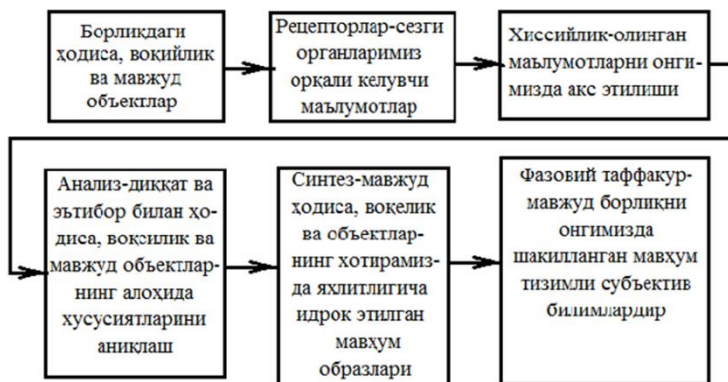 Борлиқдаги
ҳодиса, воқийлик
ва мавжуд
объектлар
Рецепторлар-сезги
органларимиз
орқали келувчи
маълумотлар
Хиссийлик-олинган
маълумотларни онги-
мизда акс этилиши
Анализ-диққат ва
эътибор билан ҳо-
диса, воқсилик ва
мавжуд объектлар-
нинг алоҳида
хусусиятларини
аниқлаш
Синтез-мавжуд
ҳодиса, воқелик
ва объектлар-
нинг хотирамиз-
да яхлитлигича
идрок этилган
мавҳум
образлари
Фазовий таффакур-
мавжуд борлиқни
онгимизда
шакилланган мавҳум
тизимли субъектив
билимлардир